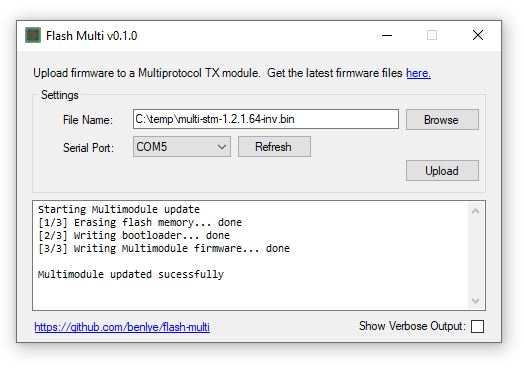 Flash Multi v0.1.0
Upload firmware to a Multiprotocol TX module. Get the latest firmware files here.
Settings
File Name: C:\temp\multi-stm-1.2.1.64-inv.bin Browse
Serial Port: COM5 Refresh
Upload
Starting Multimodule update
[1/3] Erasing flash memory... done
[2/3] Writing bootloader... done
[3/3] Writing Multimodule firmware... done
Multimodule updated sucessfully
https://github.com/benlye/flash-multi Show Verbose Output: